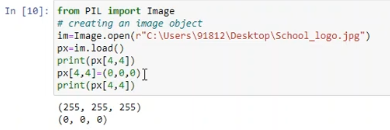 In [10]: from PIL import Image
# creating an image object
im=Image.open(r"C:\Users\91812\Desktop\School_logo.jpg")
px=im.load()
print(px[4,4])
px[4,4]=(0,0,0)
print(px[4,4])
(255, 255, 255)
(0, 0, 0)